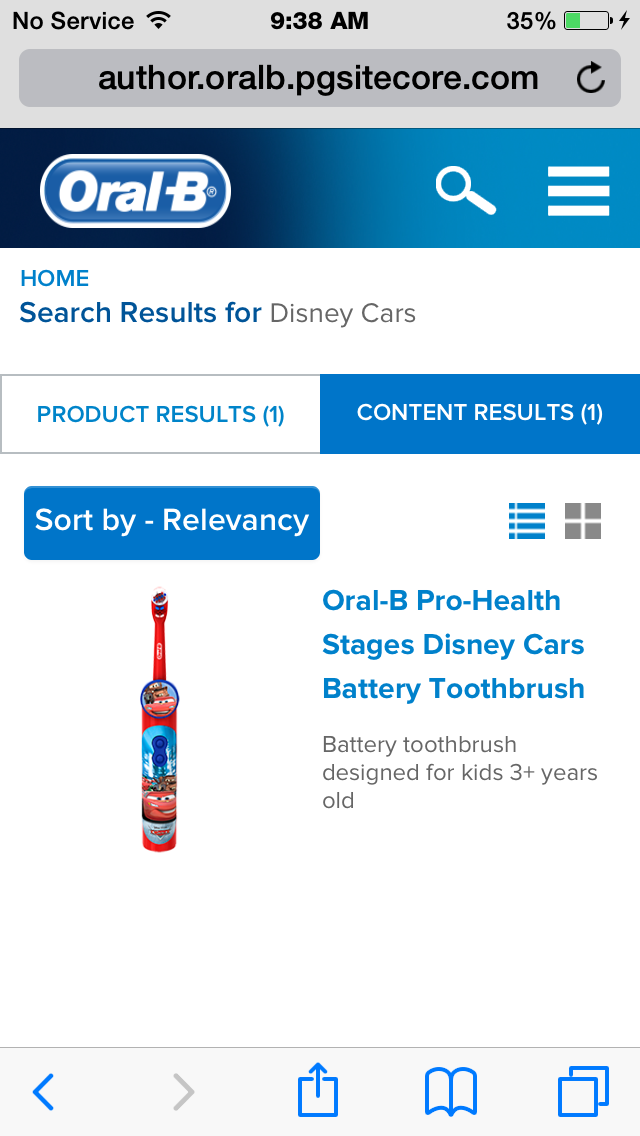 No Service 9:38 AM 35%
author.oralb.pgsitecore.com
Oral-B®
HOME
Search Results for Disney Cars
PRODUCT RESULTS (1) CONTENT RESULTS (1)
Sort by - Relevancy
Oral-B Pro-Health
Stages Disney Cars
Battery Toothbrush
Battery toothbrush
designed for kids 3+ years
old
Oral-B